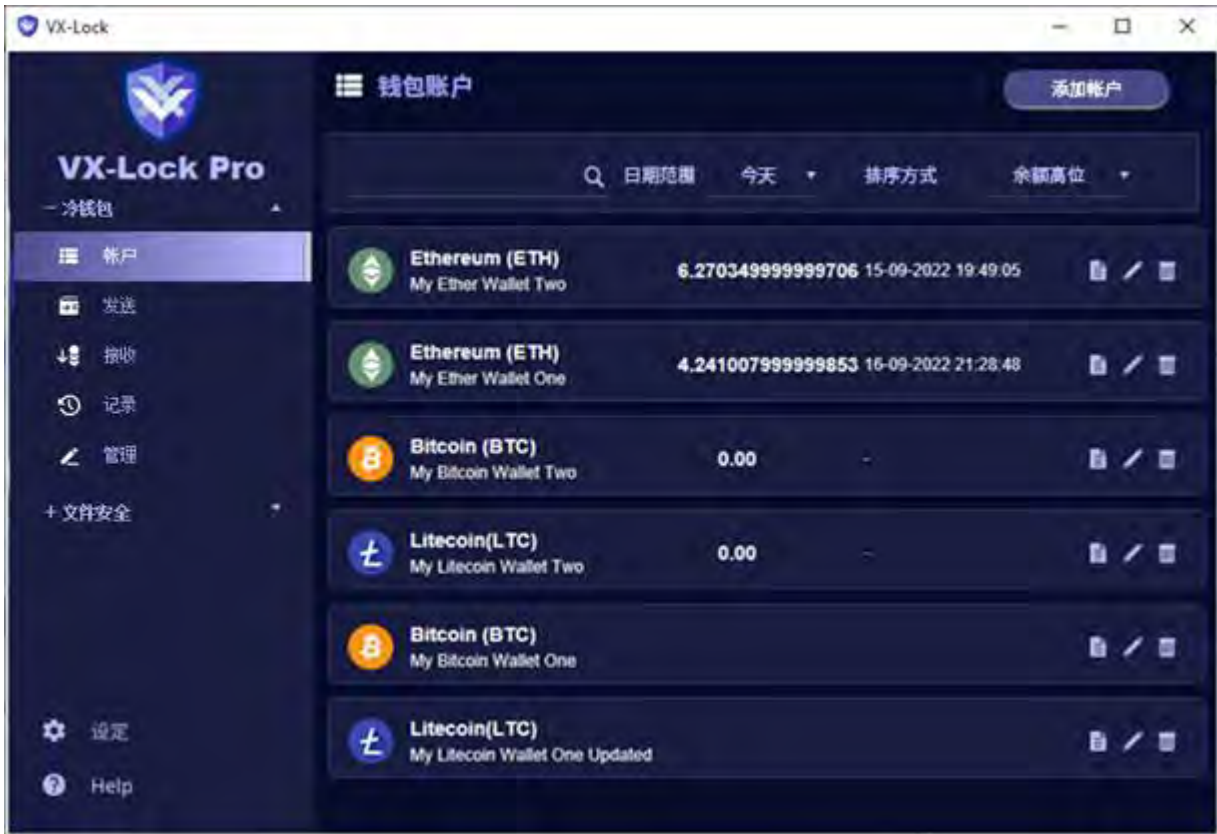 VX-Lock
VX-Lock Pro
一 冷钱包
帐户
发送
接收
记录
管理
+ 文件安全
设定
Help
钱包账户
添加帐户
日期范围 今天 排序方式 余额高位
Ethereum (ETH)
My Ether Wallet Two
6.270349999999706 15-09-2022 19:49:05
Ethereum (ETH)
My Ether Wallet One
4.241007999999853 16-09-2022 21:28:48
Bitcoin (BTC)
My Bitcoin Wallet Two
0.00 -
Litecoin(LTC)
My Litecoin Wallet Two
0.00 -
Bitcoin (BTC)
My Bitcoin Wallet One
Litecoin(LTC)
My Litecoin Wallet One Updated